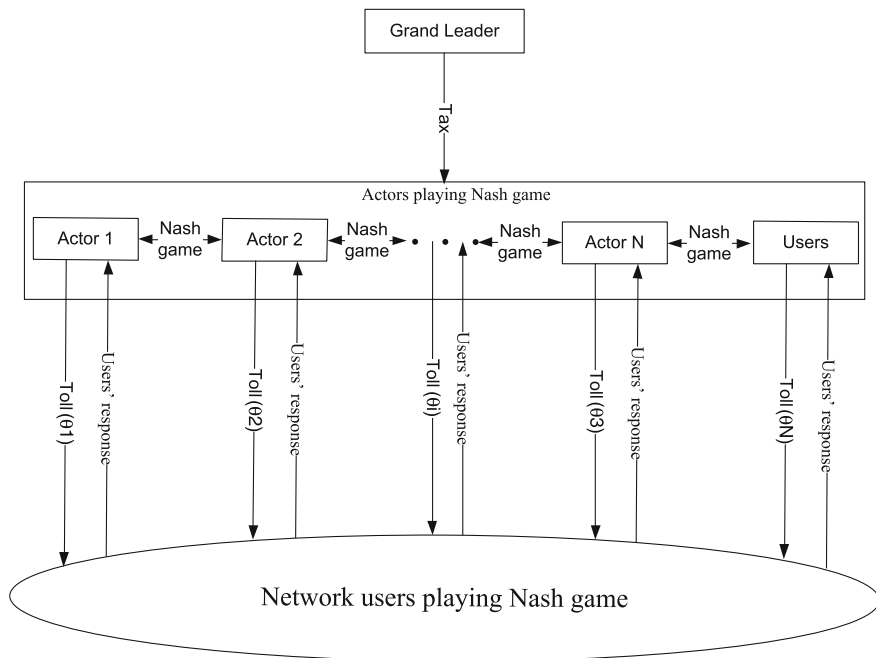 Grand Leader
Tax
Actors playing Nash game
Actor 1
Nash
game
Actor 2
Nash
game
Nash
game
Actor N
Nash
game
Users
Toll(θ1)
Users’ response
Toll(θ2)
Users’ response
Toll(θi)
Users’ response
Toll(θ3)
Users’ response
Toll(θN)
Users’ response
Network users playing Nash game